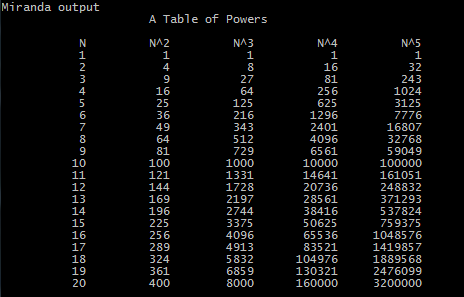 Miranda output
A Table of Powers
N N^2 N^3 N^4 N^5
1 1 1 1 1
2 4 8 16 32
3 9 27 81 243
4 16 64 256 1024
5 25 125 625 3125
6 36 216 1296 7776
7 49 343 2401 16807
8 64 512 4096 32768
9 81 729 6561 59049
10 100 1000 10000 100000
11 121 1331 14641 161051
12 144 1728 20736 248832
13 169 2197 28561 371293
14 196 2744 38416 537824
15 225 3375 50625 759375
16 256 4096 65536 1048576
17 289 4913 83521 1419857
18 324 5832 104976 1889568
19 361 6859 130321 2476099
20 400 8000 160000 3200000